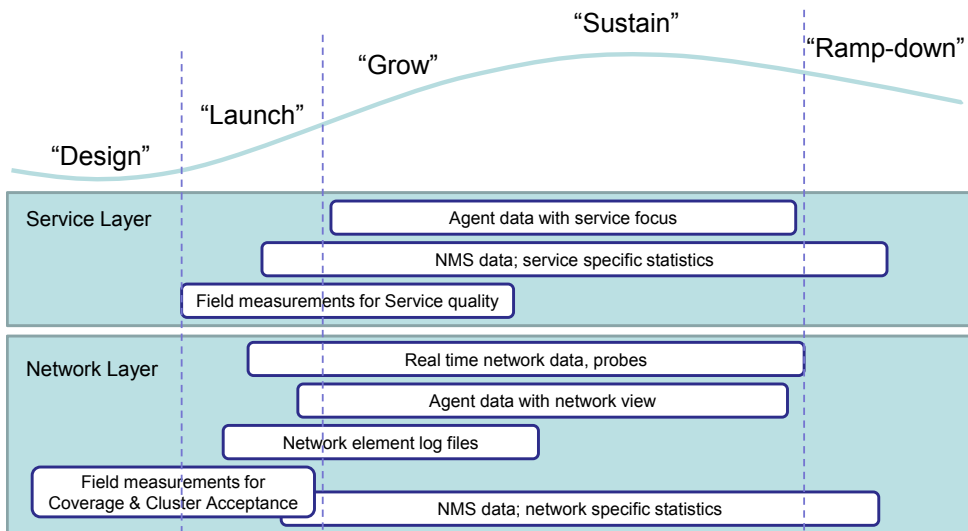 “Sustain”
“Grow”
“Ramp-down”
“Launch”
“Design”
Service Layer
Agent data with service focus
NMS data; service specific statistics
Field measurements for Service quality
Network Layer
Real time network data, probes
Agent data with network view
Network element log files
Field measurements for
Coverage & Cluster Acceptance
NMS data; network specific statistics